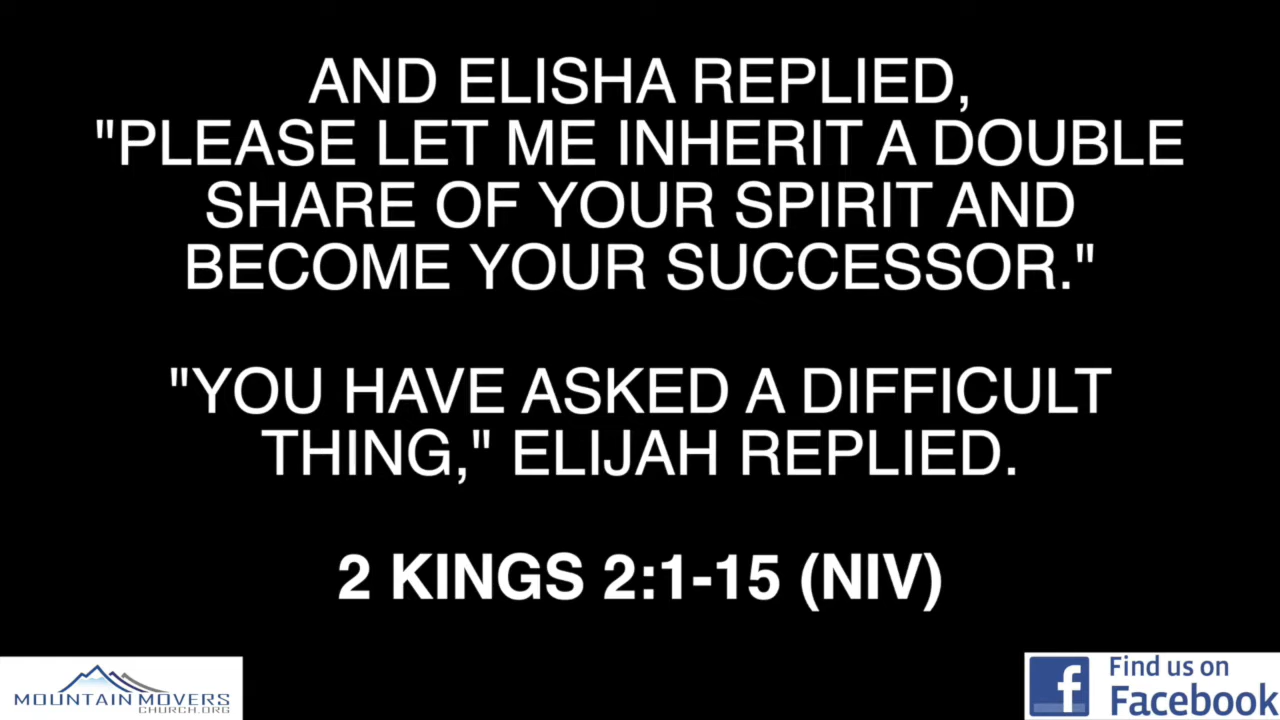 AND ELISHA REPLIED,
"PLEASE LET ME INHERIT A DOUBLE
SHARE OF YOUR SPIRIT AND
BECOME YOUR SUCCESSOR."
"YOU HAVE ASKED A DIFFICULT
THING," ELIJAH REPLIED.
2 KINGS 2:1-15 (NIV)
MOUNTAIN MOVERS
CHURCH.ORG
f
Find us on
Facebook